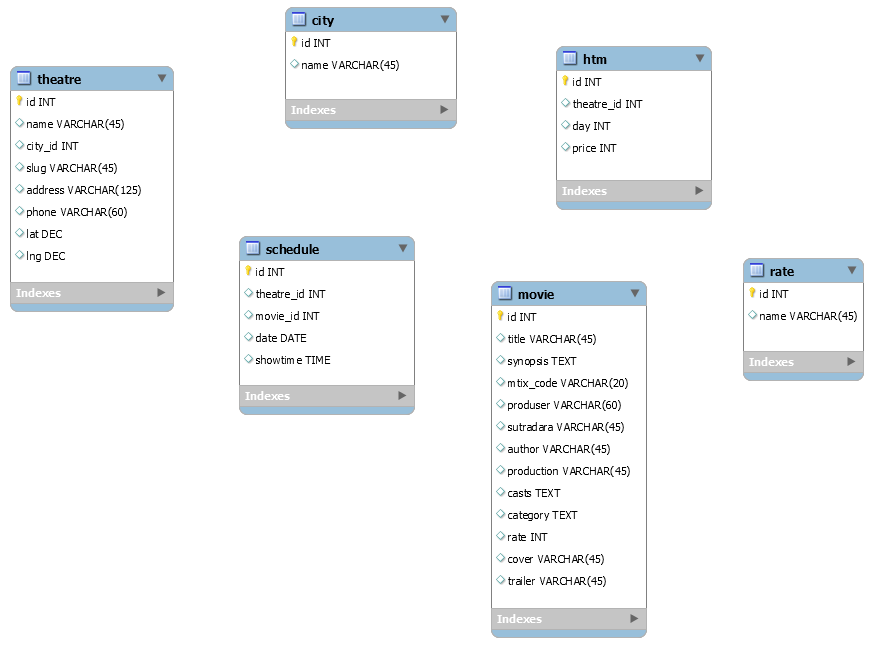 city
id INT
name VARCHAR(45)
Indexes
theatre
id INT
name VARCHAR(45)
city_id INT
slug VARCHAR(45)
address VARCHAR(125)
phone VARCHAR(60)
lat DEC
lng DEC
Indexes
htm
id INT
theatre_id INT
day INT
price INT
Indexes
schedule
id INT
theatre_id INT
movie_id INT
date DATE
showtime TIME
Indexes
movie
id INT
title VARCHAR(45)
synopsis TEXT
mtix_code VARCHAR(20)
produser VARCHAR(60)
sutradara VARCHAR(45)
author VARCHAR(45)
production VARCHAR(45)
casts TEXT
category TEXT
rate INT
cover VARCHAR(45)
trailer VARCHAR(45)
Indexes
rate
id INT
name VARCHAR(45)
Indexes